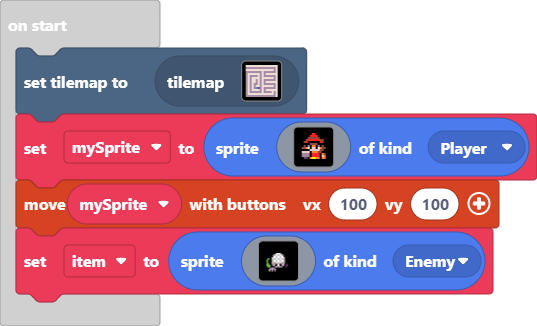 on start
set tilemap to tilemap
set mySprite to sprite of kind Player
move mySprite with buttons vx 100 vy 100
set item to sprite of kind Enemy